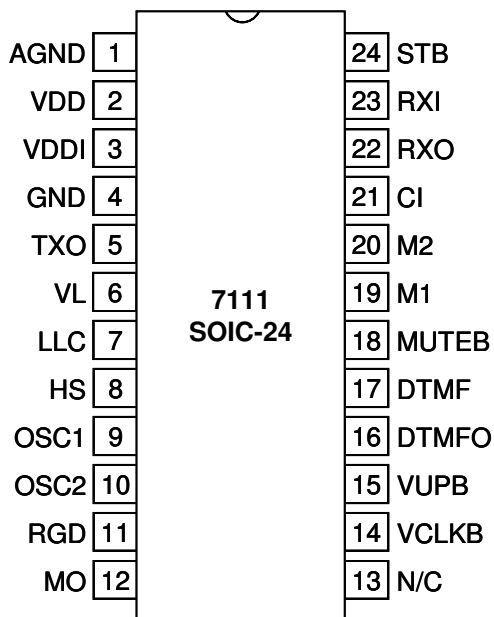 AGND 1 24 STB
VDD 2 23 RXI
VDDI 3 22 RXO
GND 4 21 CI
TXO 5 20 M2
VL 6 19 M1
7111
SOIC-24
LLC 7 18 MUTEB
HS 8 17 DTMF
OSC1 9 16 DTMFO
OSC2 10 15 VUPB
RGD 11 14 VCLKB
MO 12 13 N/C